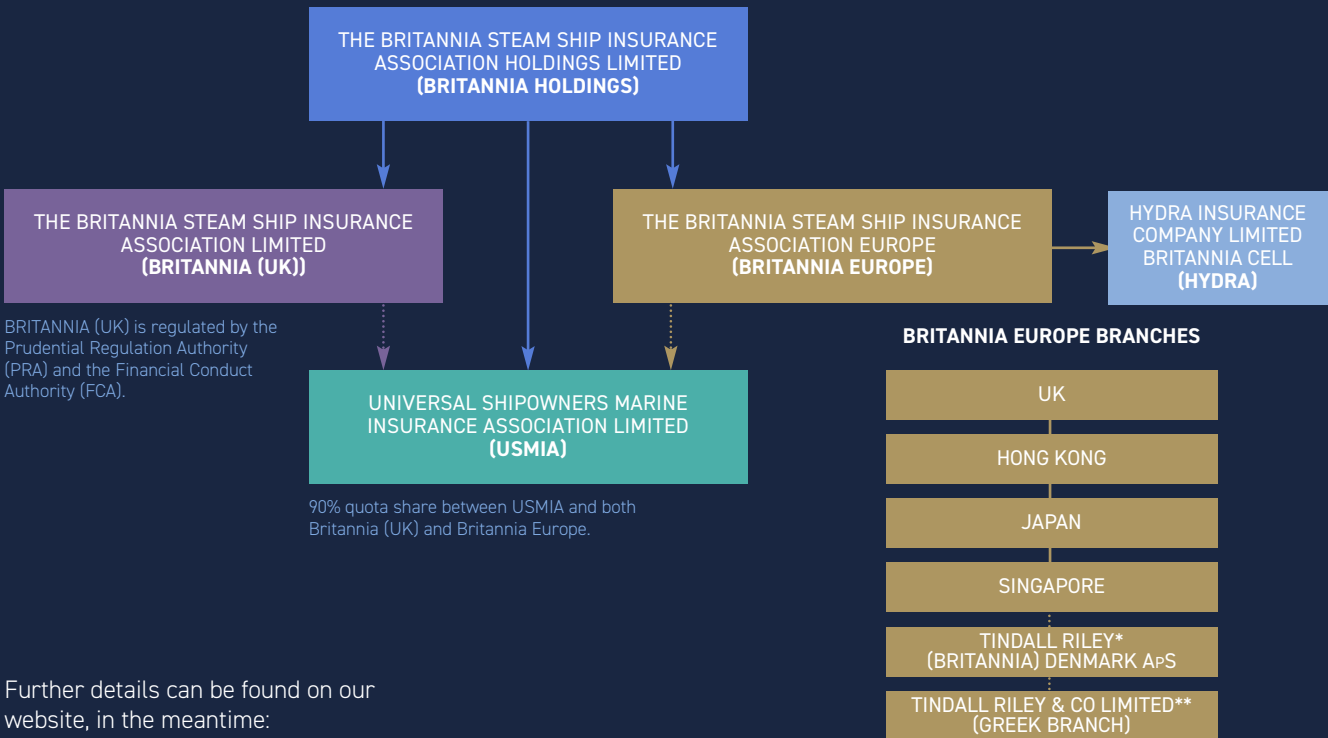 THE BRITANNIA STEAM SHIP INSURANCE
ASSOCIATION HOLDINGS LIMITED
(BRITANNIA HOLDINGS)
THE BRITANNIA STEAM SHIP INSURANCE
ASSOCIATION LIMITED
(BRITANNIA (UK))
THE BRITANNIA STEAM SHIP INSURANCE
ASSOCIATION EUROPE
(BRITANNIA EUROPE)
HYDRA INSURANCE
COMPANY LIMITED
BRITANNIA CELL
(HYDRA)
BRITANNIA (UK) is regulated by the
Prudential Regulation Authority
(PRA) and the Financial Conduct
Authority (FCA).
UNIVERSAL SHIPOWNERS MARINE
INSURANCE ASSOCIATION LIMITED
(USMIA)
90% quota share between USMIA and both
Britannia (UK) and Britannia Europe.
BRITANNIA EUROPE BRANCHES
UK
HONG KONG
JAPAN
SINGAPORE
TINDALL RILEY*
(BRITANNIA) DENMARK APS
TINDALL RILEY & CO LIMITED**
(GREEK BRANCH)
Further details can be found on our
website, in the meantime: